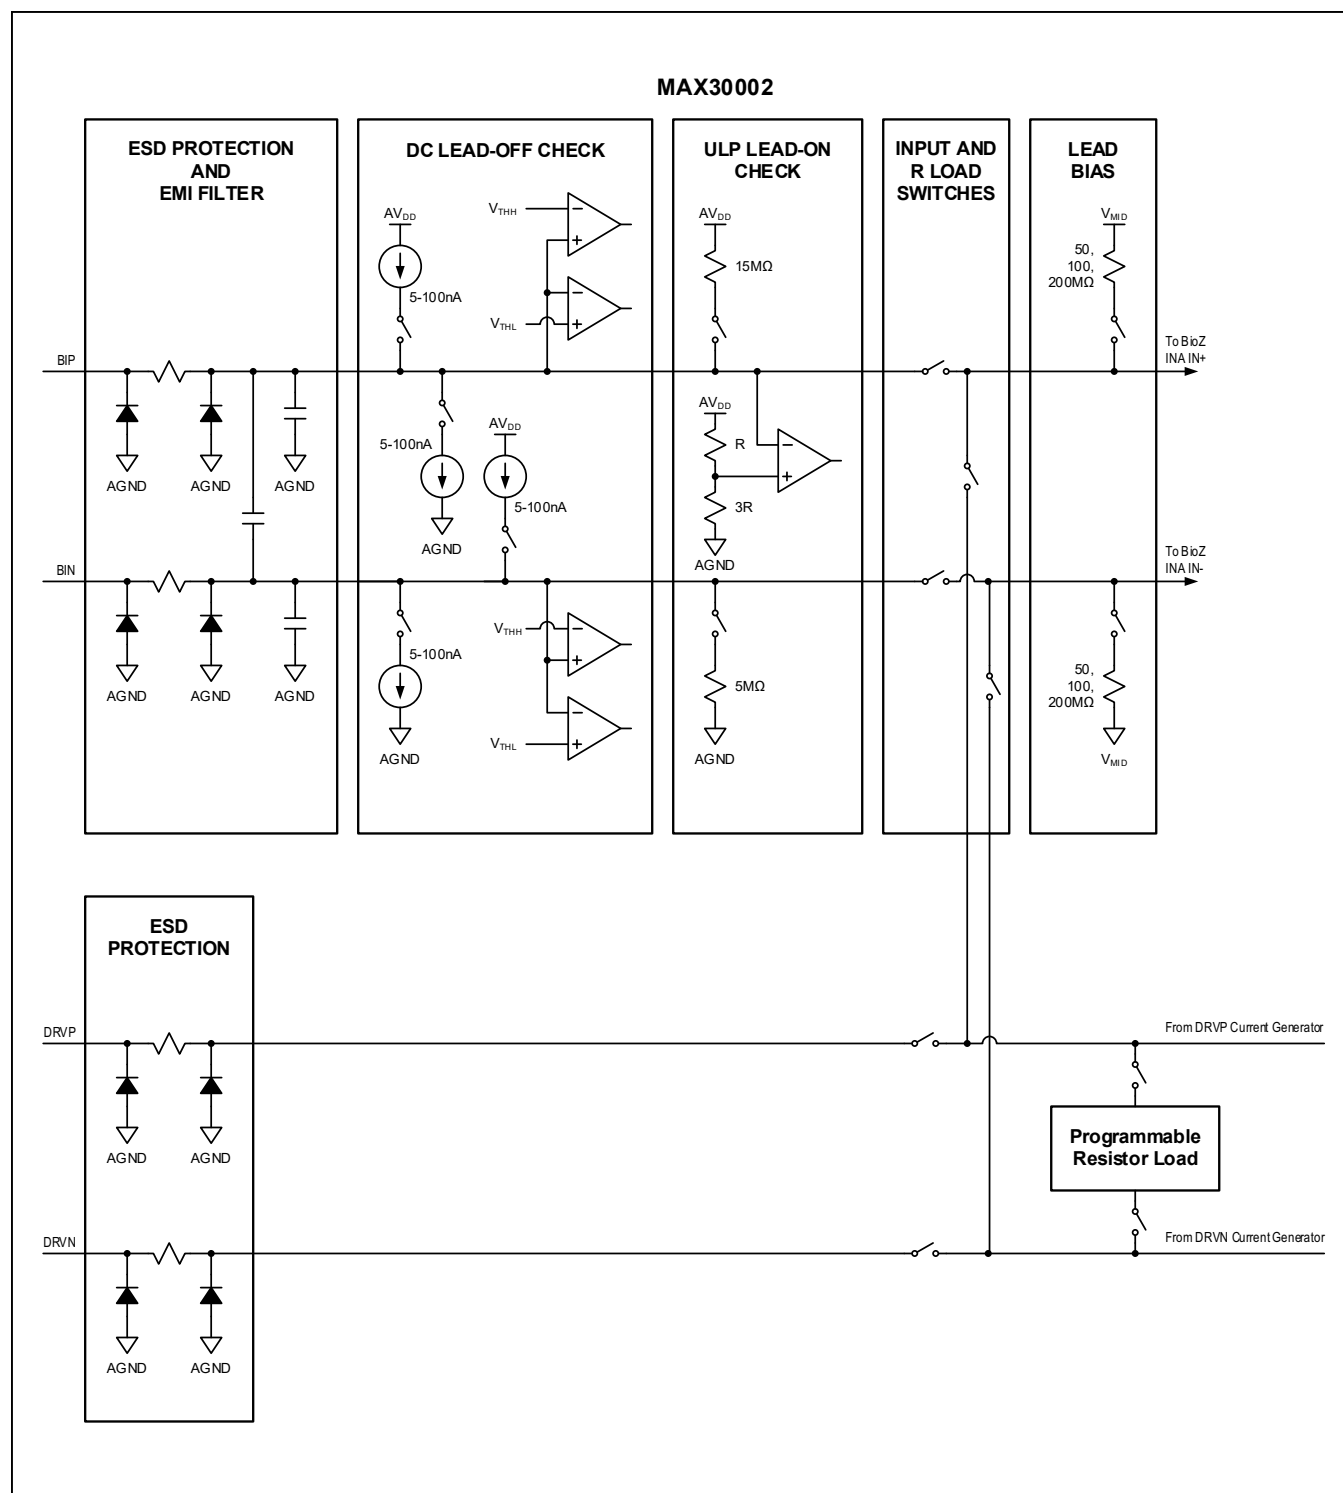 MAX30002
ESD PROTECTION
AND
EMI FILTER
DC LEAD-OFF CHECK
ULP LEAD-ON
CHECK
INPUT AND
R LOAD
SWITCHES
LEAD
BIAS
AVDD
5-100nA
VTHH
VTHL
AVDD
15MΩ
VMID
50,
100,
200MΩ
BIP
To BioZ
INA IN+
AGND
AGND
AGND
5-100nA
AGND
AVDD
5-100nA
AVDD
R
3R
AGND
BIN
To BioZ
INA IN-
AGND
AGND
AGND
5-100nA
AGND
VTHH
VTHL
5MΩ
AGND
50,
100,
200MΩ
VMID
ESD
PROTECTION
DRVP
From DRVP Current Generator
AGND
AGND
Programmable
Resistor Load
DRVN
From DRVN Current Generator
AGND
AGND